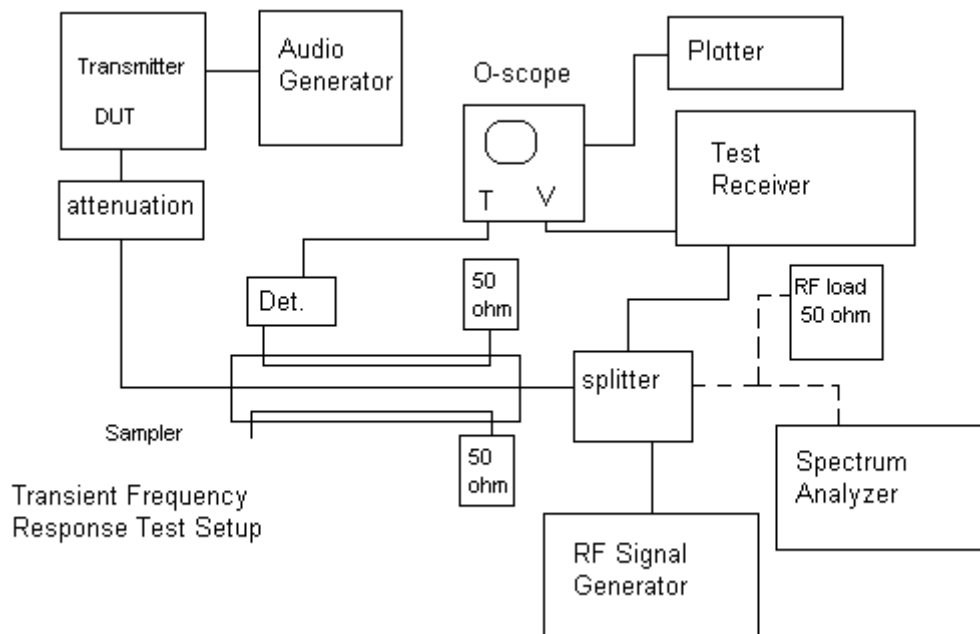 Transmitter
DUT
Audio
Generator
O-scope
Plotter
T V
Test
Receiver
attenuation
Det.
50
ohm
RF load
50 ohm
splitter
Sampler
50
ohm
Spectrum
Analyzer
Transient Frequency
Response Test Setup
RF Signal
Generator